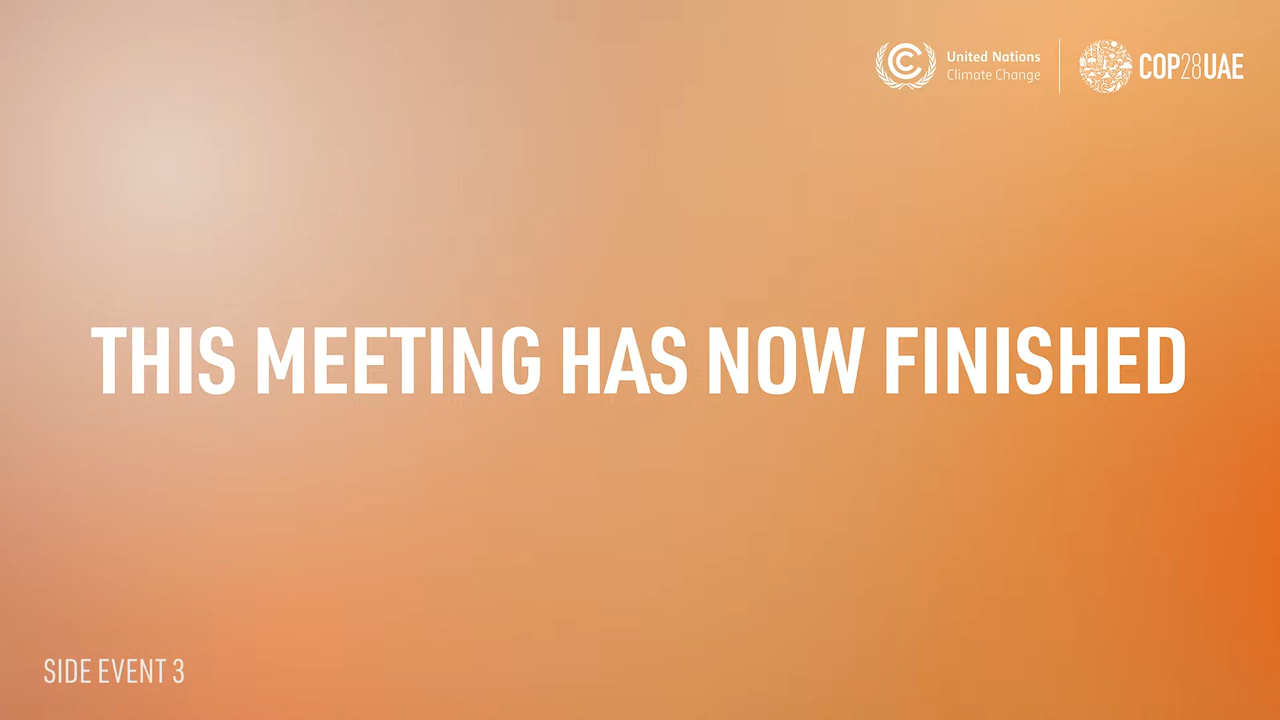 United Nations
Climate Change
COP28UAE
THIS MEETING HAS NOW FINISHED
SIDE EVENT 3